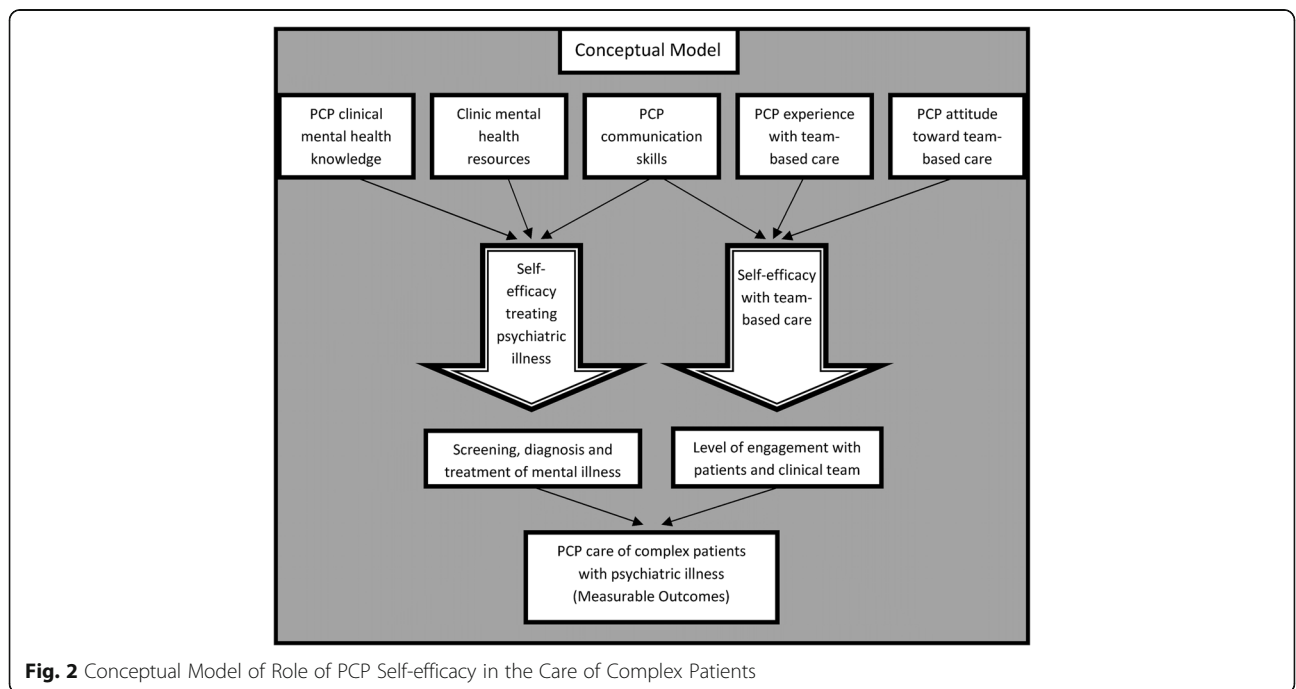 Conceptual Model
PCP clinical
mental health
knowledge
Clinic mental
health
resources
PCP
communication
skills
PCP experience
with team-
based care
PCP attitude
toward team-
based care
Self-
efficacy
treating
psychiatric
illness
Self-efficacy
with team-
based care
Screening, diagnosis and
treatment of mental illness
Level of engagement with
patients and clinical team
PCP care of complex patients
with psychiatric illness
(Measurable Outcomes)
Fig. 2 Conceptual Model of Role of PCP Self-efficacy in the Care of Complex Patients